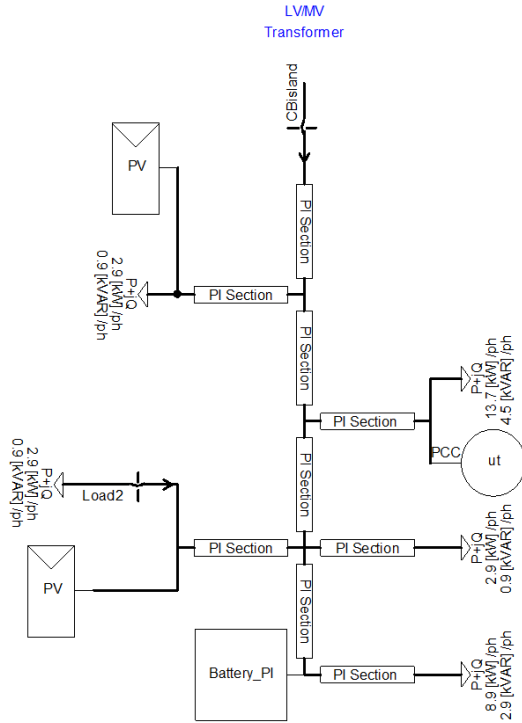 LV/MV
Transformer
CBisland
PV
PI Section
P+jQ
2.9 [kW] /ph
0.9 [kVAR]/ph
PI Section
PI Section
P+jQ
13.7 [kW] /ph
4.5 [kVAR] /ph
PI Section
PCC
ut
P+jQ
2.9 [kW] /ph
0.9 [kVAR]/ph
Load2
PI Section
PI Section
PI Section
P+jQ
2.9 [kW] /ph
0.9 [kVAR] /ph
PV
PI Section
Battery_PI
PI Section
P+jQ
8.9 [kW] /ph
2.9 [kVAR] /ph